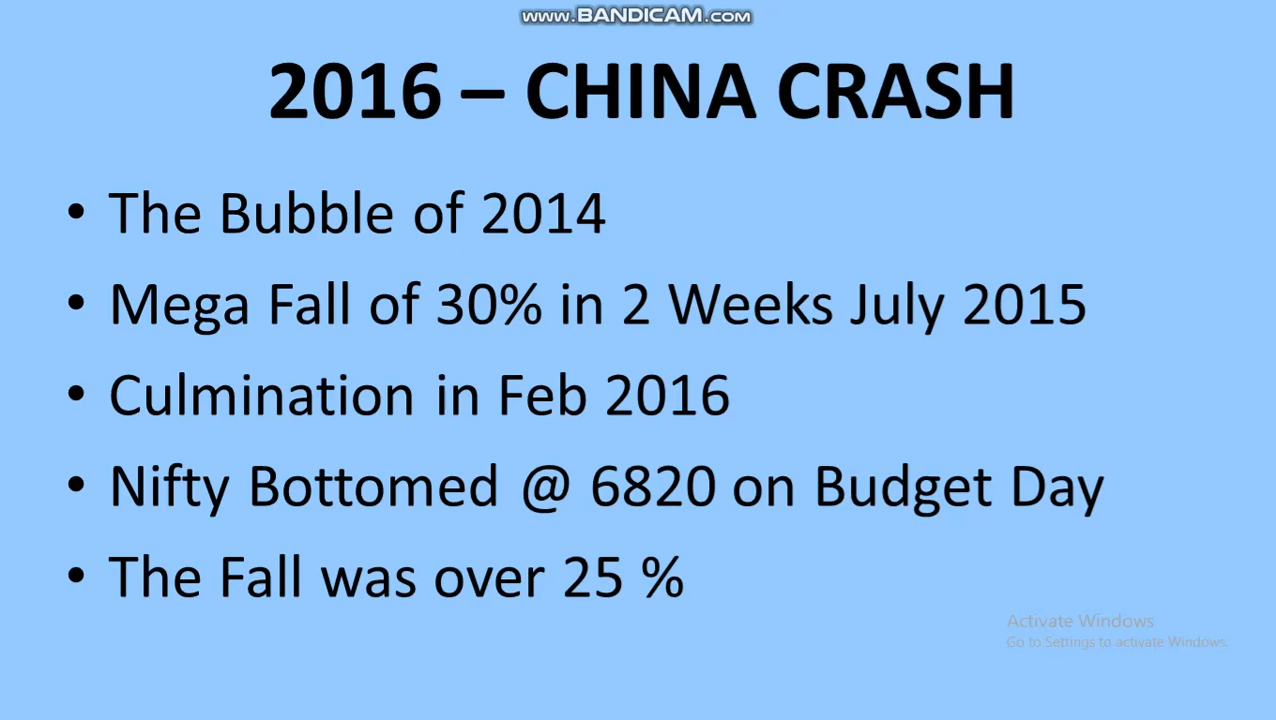 www.BANDICAM.com
2016 – CHINA CRASH
• The Bubble of 2014
• Mega Fall of 30% in 2 Weeks July 2015
• Culmination in Feb 2016
• Nifty Bottomed @ 6820 on Budget Day
• The Fall was over 25 %
Activate Windows
Go to Settings to activate Windows.